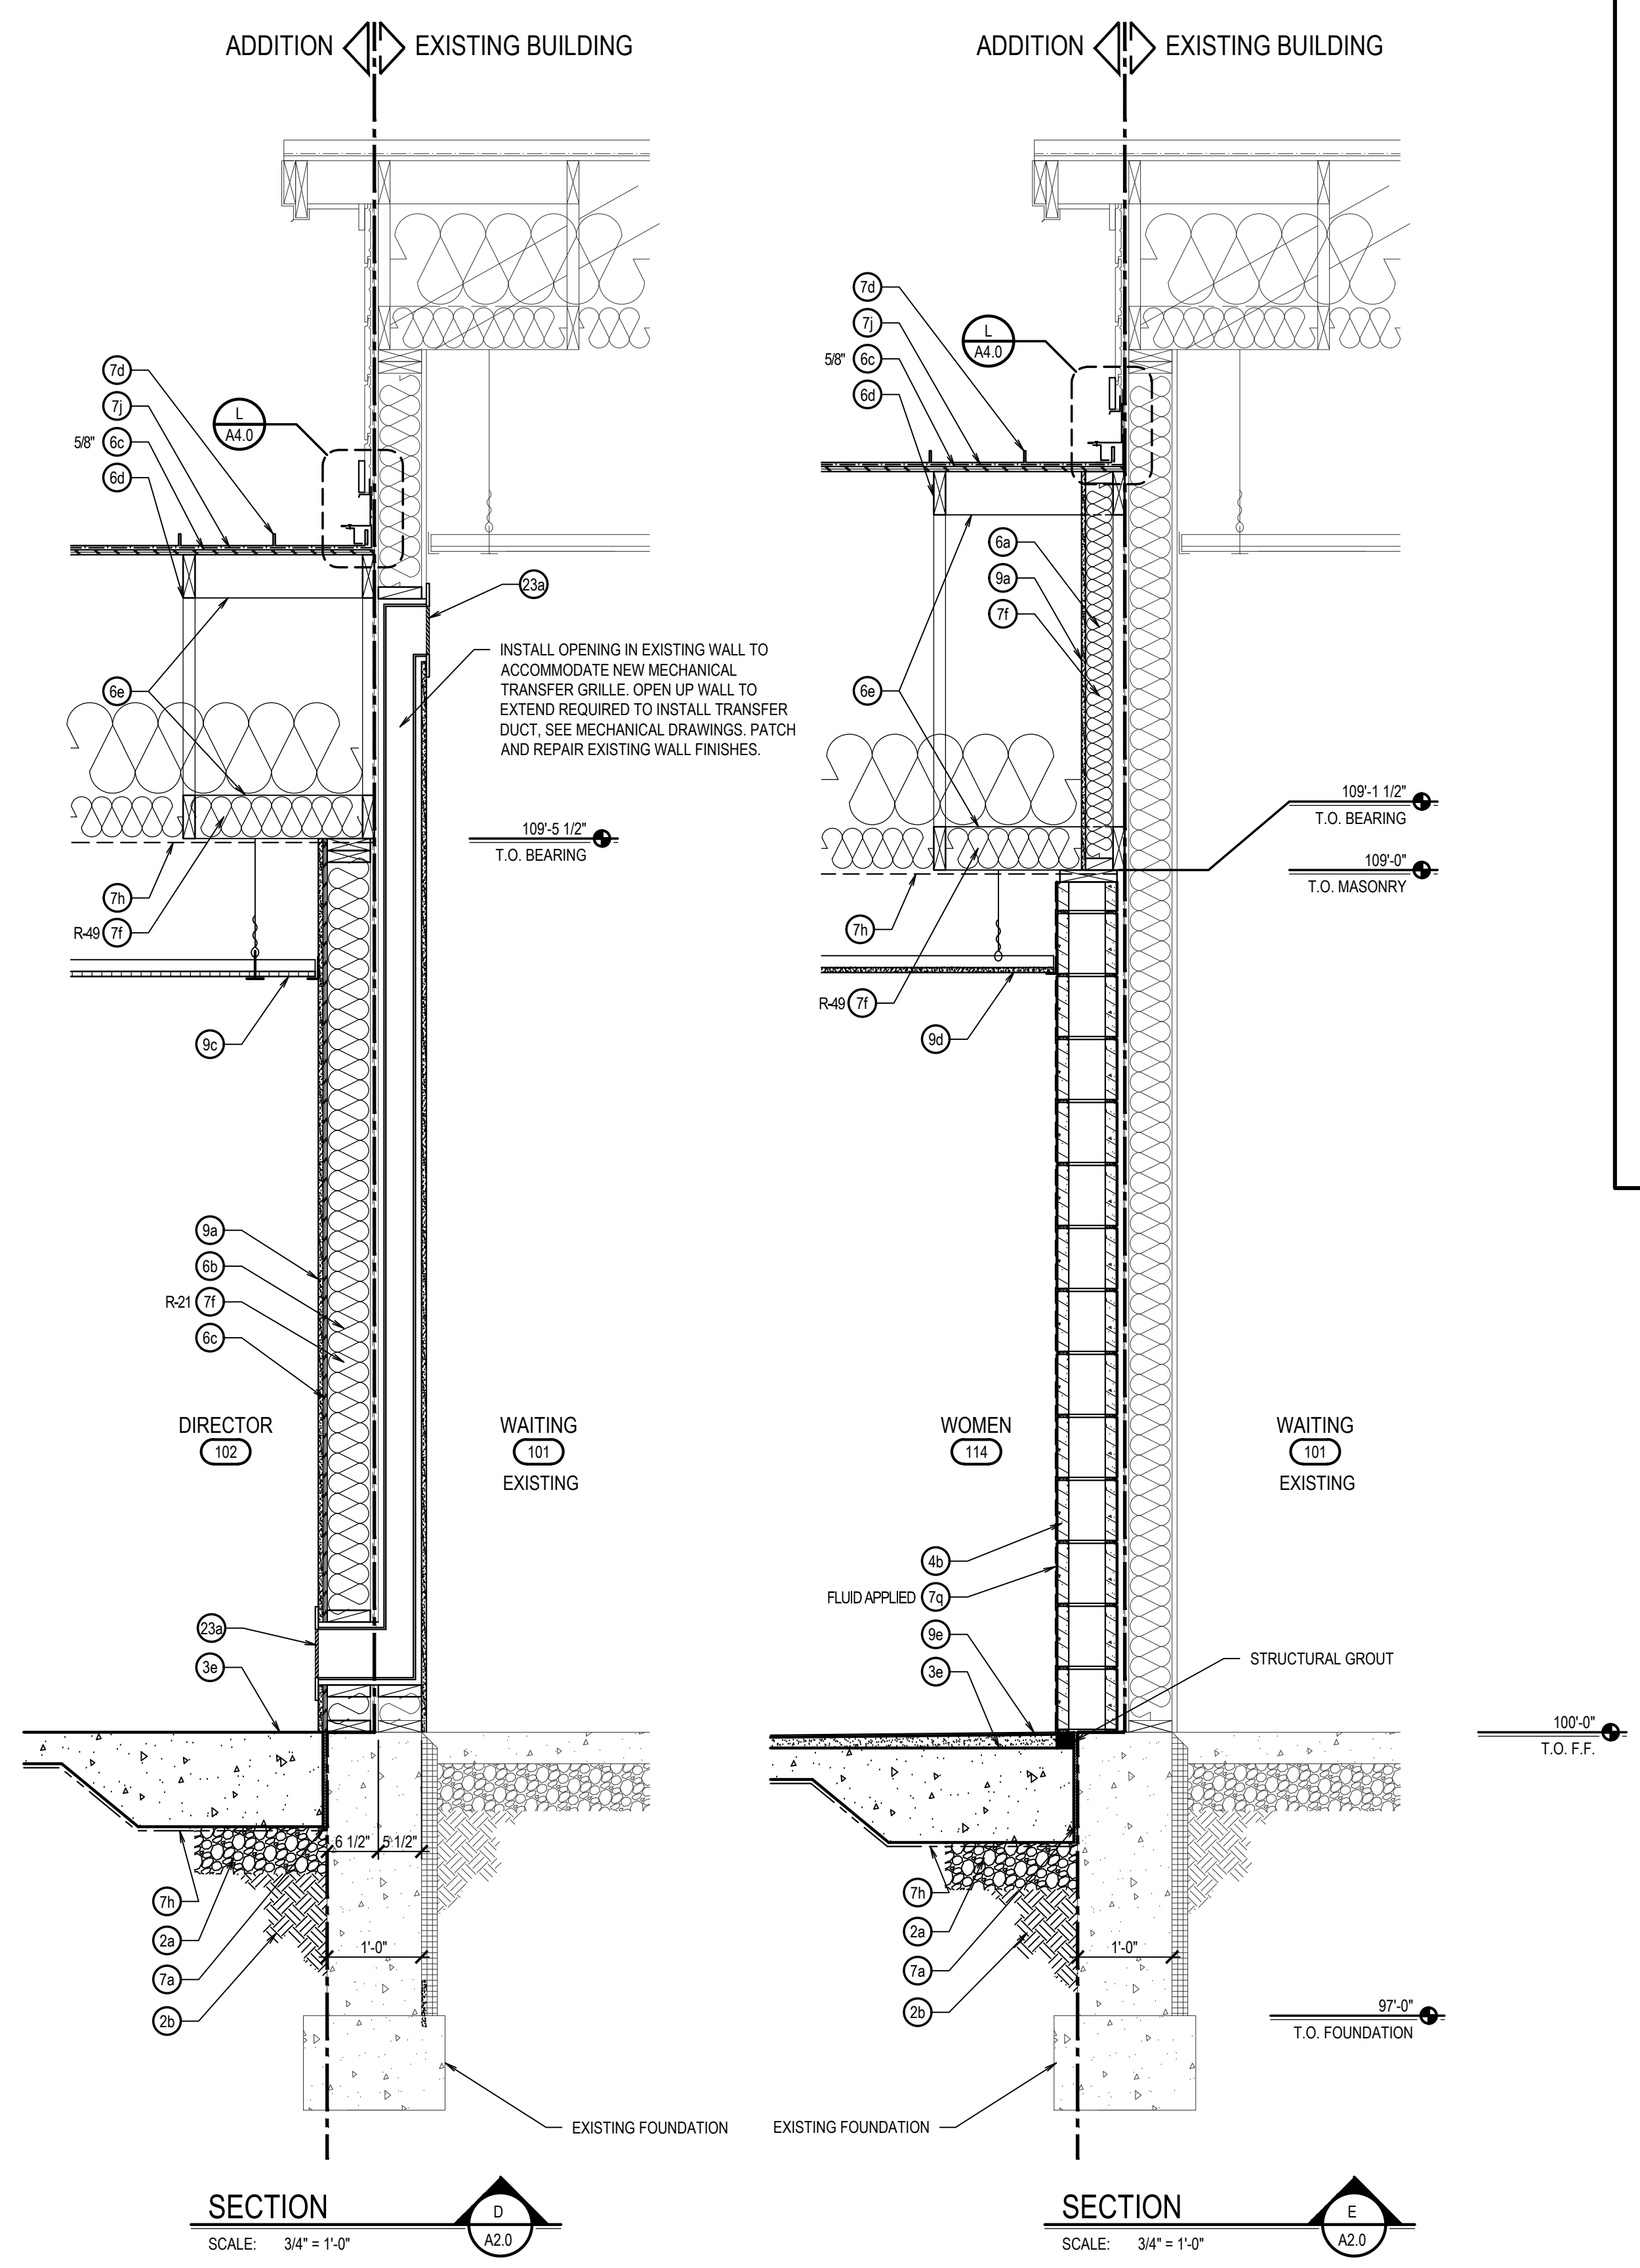 ADDITION EXISTING BUILDING
7d
7j
5/8" 6c
6d
L
A4.0
23a
INSTALL OPENING IN EXISTING WALL TO
ACCOMMODATE NEW MECHANICAL
TRANSFER GRILLE. OPEN UP WALL TO
EXTEND REQUIRED TO INSTALL TRANSFER
DUCT, SEE MECHANICAL DRAWINGS. PATCH
AND REPAIR EXISTING WALL FINISHES.
6e
109'-5 1/2"
T.O. BEARING
7h
R-49 7f
9c
9a
6b
R-21 7f
6c
DIRECTOR
102
WAITING
101
EXISTING
23a
3e
6 1/2" 5 1/2"
7h
2a
7a
2b
1'-0"
EXISTING FOUNDATION
SECTION
SCALE: 3/4" = 1'-0"
D
A2.0
ADDITION EXISTING BUILDING
7d
7j
5/8" 6c
6d
L
A4.0
6a
9a
7f
6e
109'-1 1/2"
T.O. BEARING
109'-0"
T.O. MASONRY
7h
R-49 7f
9d
WOMEN
114
WAITING
101
EXISTING
4b
FLUID APPLIED 7q
9e
3e
STRUCTURAL GROUT
100'-0"
T.O. F.F.
7h
2a
7a
2b
1'-0"
97'-0"
T.O. FOUNDATION
EXISTING FOUNDATION
SECTION
SCALE: 3/4" = 1'-0"
E
A2.0